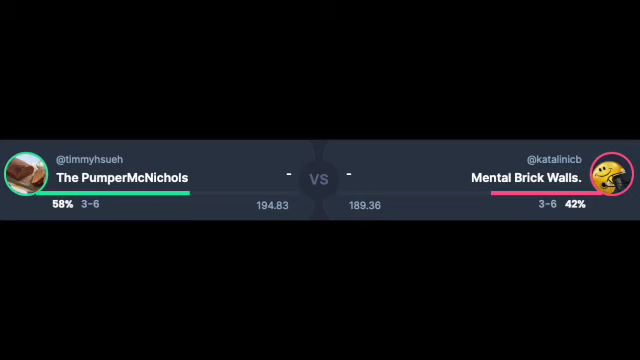 @timmyhsueh
The PumperMcNichols
-
58% 3-6
194.83
VS
@katalinicb
- Mental Brick Walls.
189.36
3-6 42%